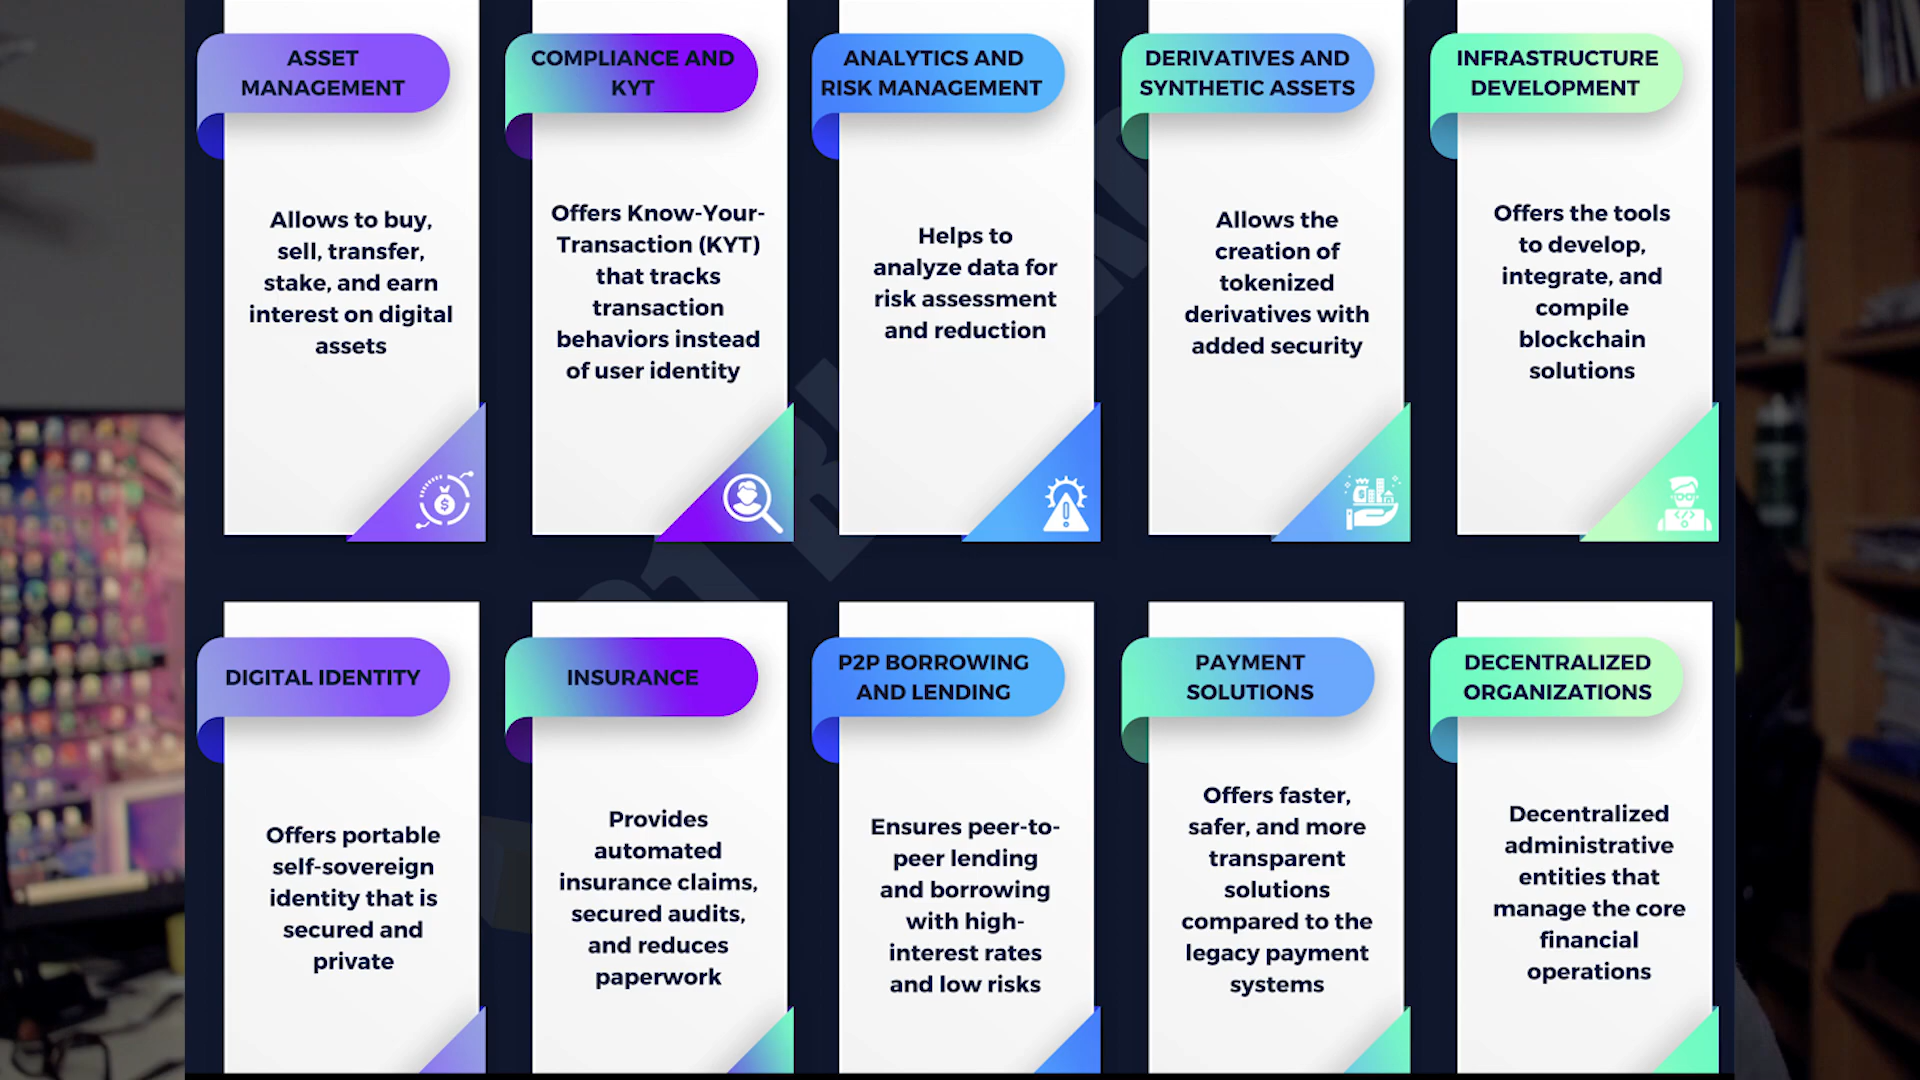 ASSET
MANAGEMENT
Allows to buy,
sell, transfer,
stake, and earn
interest on digital
assets
COMPLIANCE AND
KYT
Offers Know-Your-
Transaction (KYT)
that tracks
transaction
behaviors instead
of user identity
ANALYTICS AND
RISK MANAGEMENT
Helps to
analyze data for
risk assessment
and reduction
DERIVATIVES AND
SYNTHETIC ASSETS
Allows the
creation of
tokenized
derivatives with
added security
INFRASTRUCTURE
DEVELOPMENT
Offers the tools
to develop,
integrate, and
compile
blockchain
solutions
DIGITAL IDENTITY
Offers portable
self-sovereign
identity that is
secured and
private
INSURANCE
Provides
automated
insurance claims,
secured audits,
and reduces
paperwork
P2P BORROWING
AND LENDING
Ensures peer-to-
peer lending
and borrowing
with high-
interest rates
and low risks
PAYMENT
SOLUTIONS
Offers faster,
safer, and more
transparent
solutions
compared to the
legacy payment
systems
DECENTRALIZED
ORGANIZATIONS
Decentralized
administrative
entities that
manage the core
financial
operations